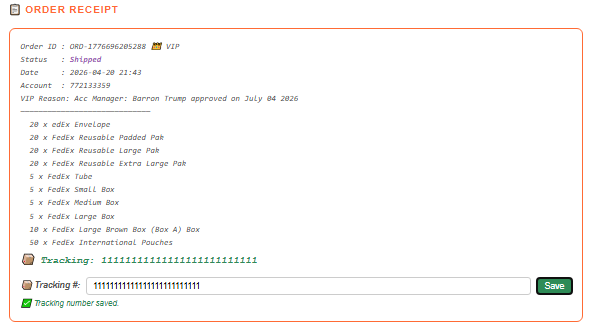 📋 ORDER RECEIPT
Order ID : ORD-1776696205288 👑 VIP
Status : Shipped
Date : 2026-04-20 21:43
Account : 772133359
VIP Reason: Acc Manager: Barron Trump approved on July 04 2026
────────────────────────────
20 x edEx Envelope
20 x FedEx Reusable Padded Pak
20 x FedEx Reusable Large Pak
20 x FedEx Reusable Extra Large Pak
5 x FedEx Tube
5 x FedEx Small Box
5 x FedEx Medium Box
5 x FedEx Large Box
10 x FedEx Large Brown Box (Box A) Box
50 x FedEx International Pouches
📦 Tracking: 11111111111111111111111111
📦 Tracking #: 11111111111111111111111111 Save
✅ Tracking number saved.